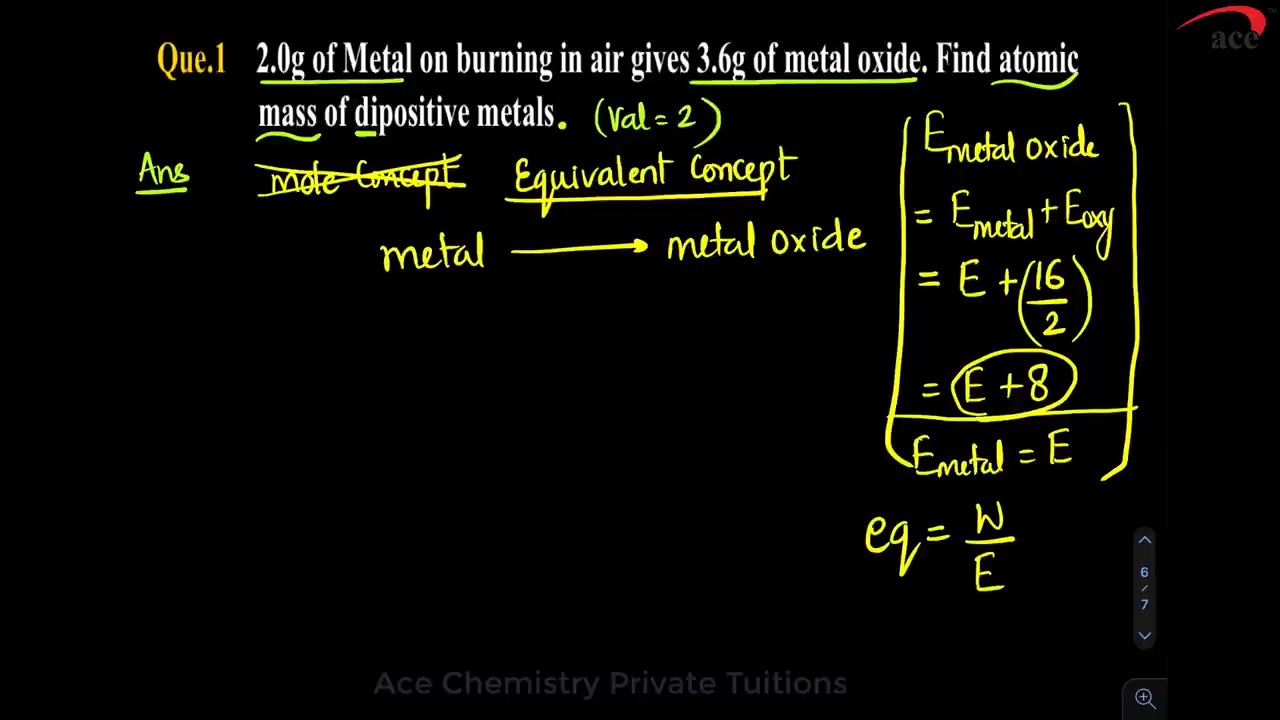 ace
Que.1 2.0g of Metal on burning in air gives 3.6g of metal oxide. Find atomic
mass of dipositive metals. (Val = 2)
Ans mole Concept Equivalent Concept
metal → metal oxide
E metal oxide
= E metal + E oxy
= E + (16/2)
= E + 8
E metal = E
eq = W/E
6
/
7
Ace Chemistry Private Tuitions